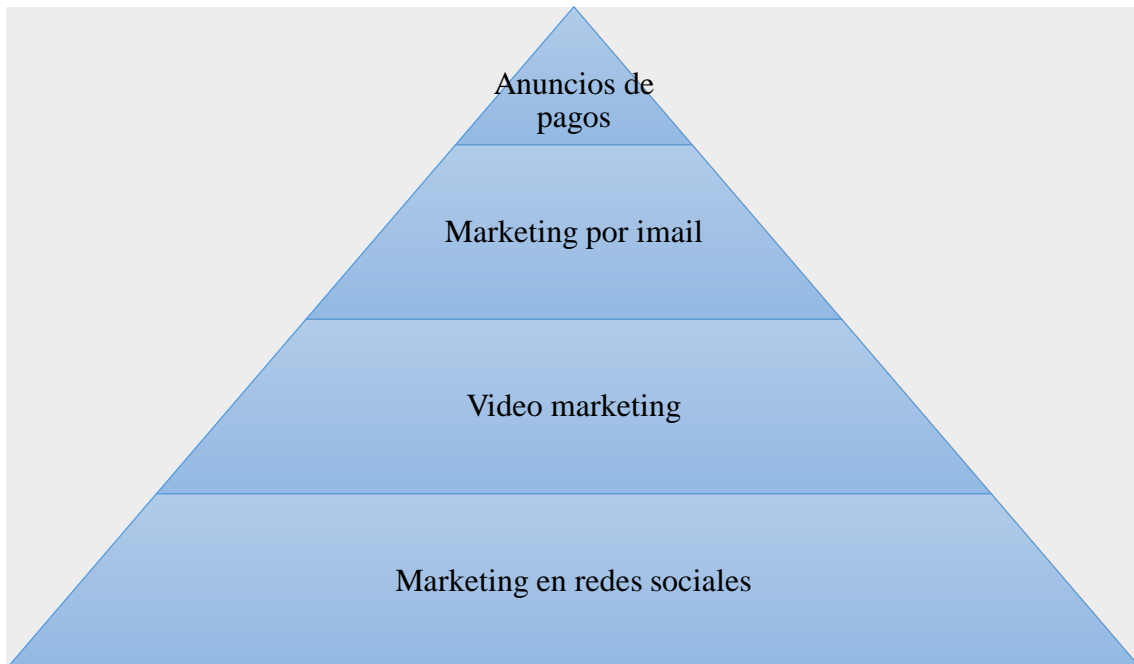 Anuncios de
pagos
Marketing por imail
Video marketing
Marketing en redes sociales